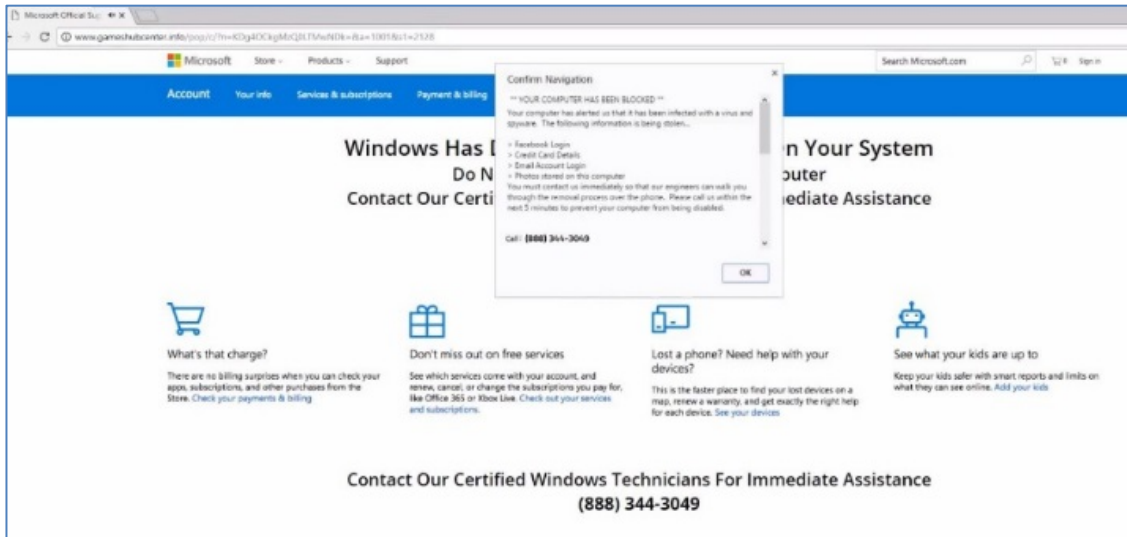 Microsoft Official Sup
www.gameshubcenter.info/pop/c/?
Microsoft Store Products Support
Search Microsoft.com
0 Sign in
Account Your info Services & subscriptions Payment & billing
Confirm Navigation
** YOUR COMPUTER HAS BEEN BLOCKED **
Your computer has alerted us that it has been infected with a virus and
spyware. The following information is being stolen...
> Facebook Login
> Credit Card Details
> Email Account Login
> Photos stored on this computer
You must contact us immediately so that our engineers can walk you
through the removal process over the phone. Please call us within the
next 5 minutes to prevent your computer from being disabled.
Call: (888) 344-3049
OK
Windows Has D n Your System
Do N puter
Contact Our Certi ediate Assistance
What's that charge?
There are no billing surprises when you can check your
apps, subscriptions, and other purchases from the
Store. Check your payments & billing
Don't miss out on free services
See which services come with your account, and
renew, cancel, or change the subscriptions you pay for,
like Office 365 or Xbox Live. Check out your services
and subscriptions.
Lost a phone? Need help with your
devices?
This is the faster place to find your lost devices on a
map, renew a warranty, and get exactly the right help
for each device. See your devices
See what your kids are up to
Keep your kids safer with smart reports and limits on
what they can see online. Add your kids
Contact Our Certified Windows Technicians For Immediate Assistance
(888) 344-3049